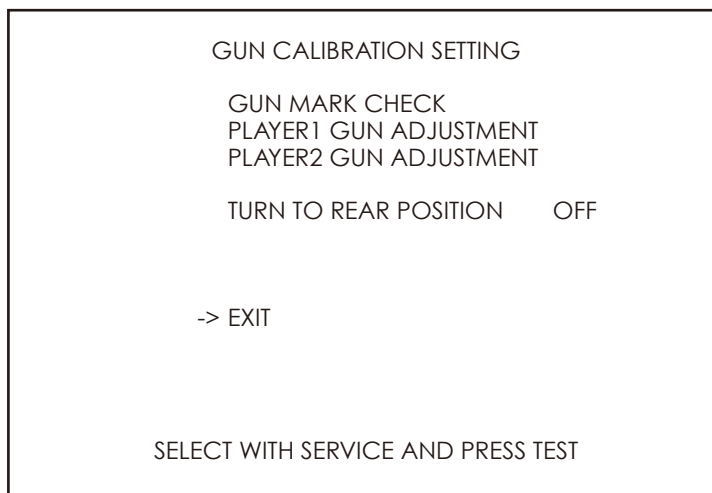 GUN CALIBRATION SETTING
GUN MARK CHECK
PLAYER1 GUN ADJUSTMENT
PLAYER2 GUN ADJUSTMENT
TURN TO REAR POSITION OFF
-> EXIT
SELECT WITH SERVICE AND PRESS TEST